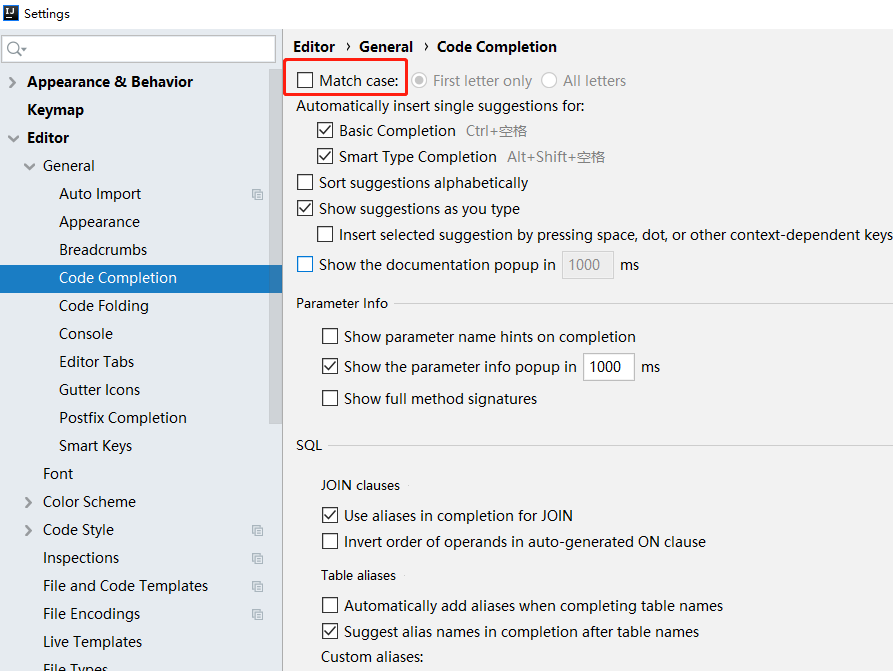 IJ Settings
Editor › General › Code Completion
Match case: First letter only All letters
Automatically insert single suggestions for:
Basic Completion Ctrl+空格
Smart Type Completion Alt+Shift+空格
Sort suggestions alphabetically
Show suggestions as you type
Insert selected suggestion by pressing space, dot, or other context-dependent keys
Show the documentation popup in 1000 ms
Parameter Info
Show parameter name hints on completion
Show the parameter info popup in 1000 ms
Show full method signatures
SQL
JOIN clauses
Use aliases in completion for JOIN
Invert order of operands in auto-generated ON clause
Table aliases
Automatically add aliases when completing table names
Suggest alias names in completion after table names
Custom aliases:
Appearance & Behavior
Keymap
Editor
General
Auto Import
Appearance
Breadcrumbs
Code Completion
Code Folding
Console
Editor Tabs
Gutter Icons
Postfix Completion
Smart Keys
Font
Color Scheme
Code Style
Inspections
File and Code Templates
File Encodings
Live Templates
File Types